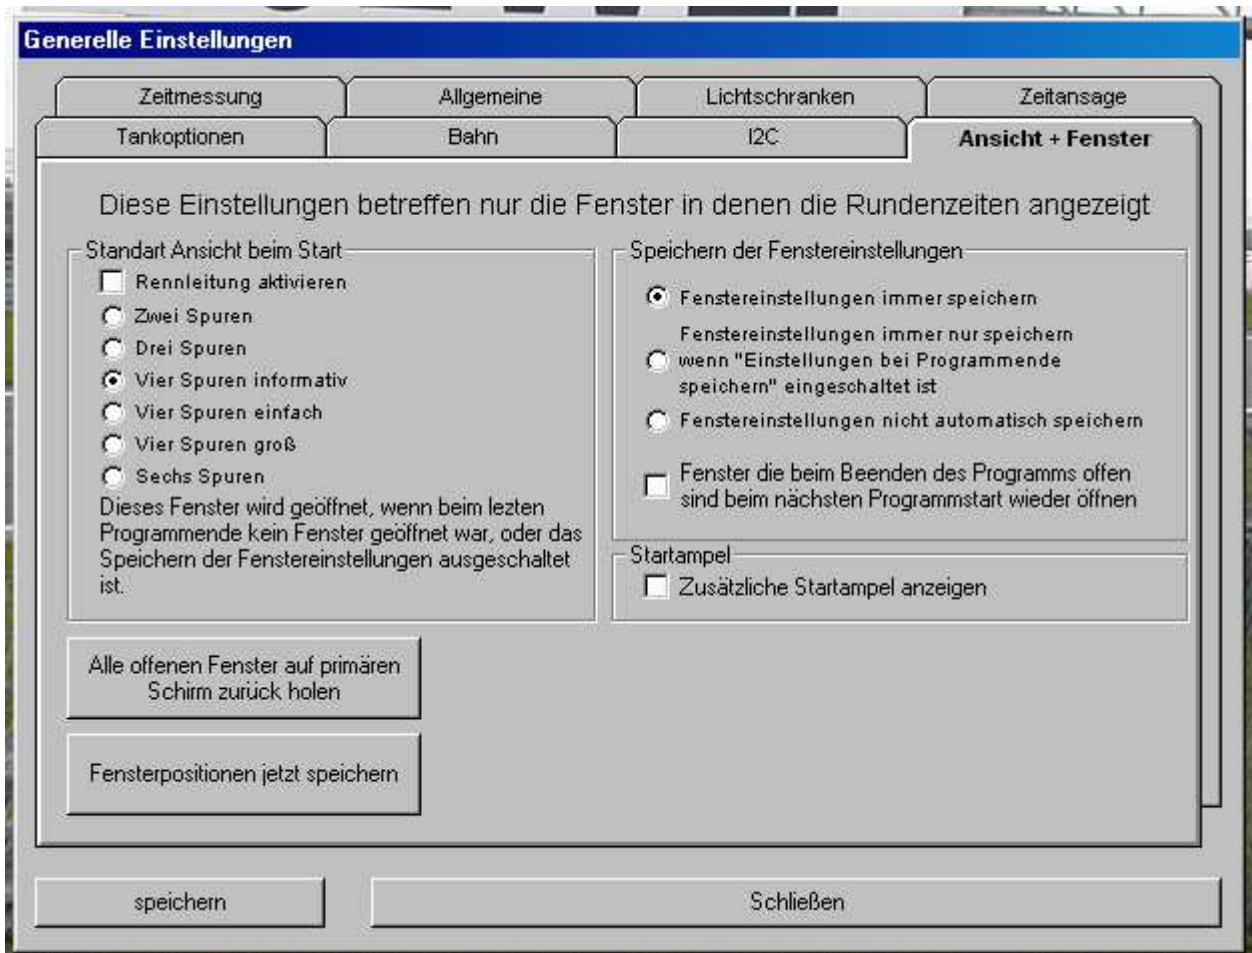 Generelle Einstellungen
Zeitmessung
Allgemeine
Lichtschranken
Zeitansage
Tankoptionen
Bahn
I2C
Ansicht + Fenster
Diese Einstellungen betreffen nur die Fenster in denen die Rundenzeiten angezeigt
Standart Ansicht beim Start
Rennleitung aktivieren
Zwei Spuren
Drei Spuren
Vier Spuren informativ
Vier Spuren einfach
Vier Spuren groß
Sechs Spuren
Dieses Fenster wird geöffnet, wenn beim lezten
Programmende kein Fenster geöffnet war, oder das
Speichern der Fenstereinstellungen ausgeschaltet
ist.
Speichern der Fenstereinstellungen
Fenstereinstellungen immer speichern
Fenstereinstellungen immer nur speichern
wenn "Einstellungen bei Programmende
speichern" eingeschaltet ist
Fenstereinstellungen nicht automatisch speichern
Fenster die beim Beenden des Programms offen
sind beim nächsten Programmstart wieder öffnen
Startampel
Zusätzliche Startampel anzeigen
Alle offenen Fenster auf primären
Schirm zurück holen
Fensterpositionen jetzt speichern
speichern
Schließen